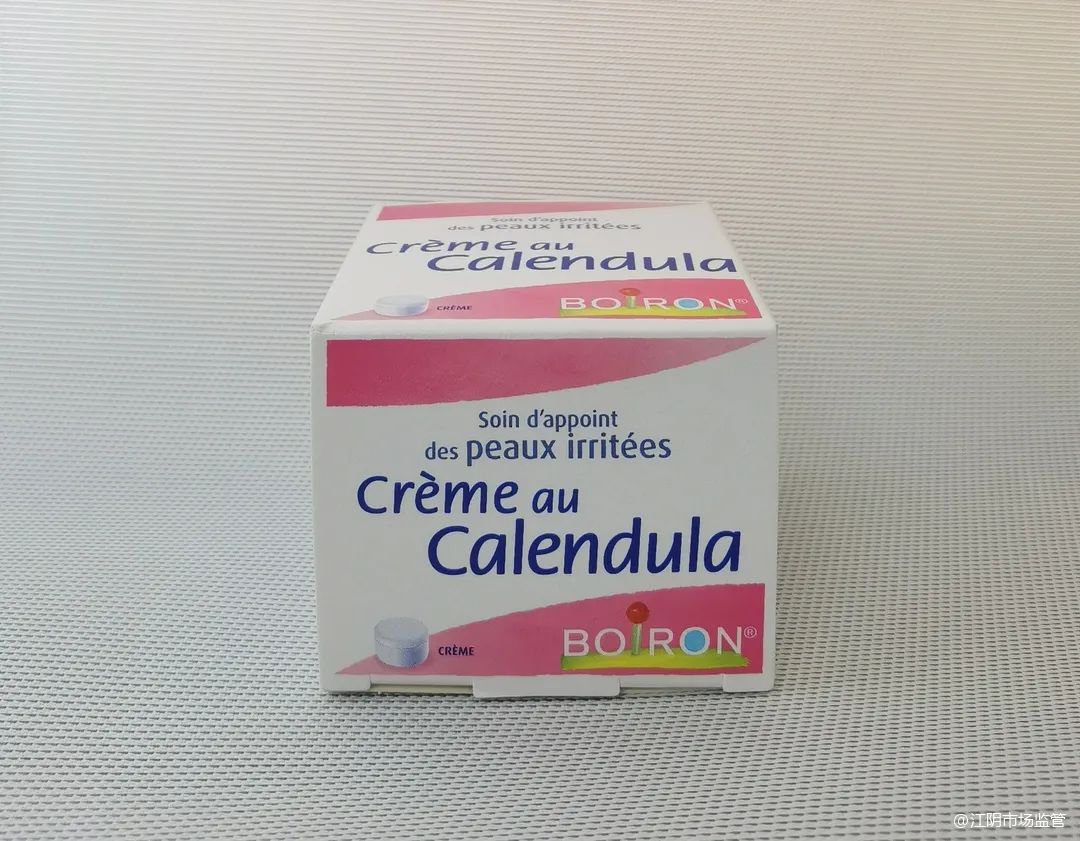 Soin d'appoint
des peaux irritées
Crème au
Calendula
CRÈME
BOIRON®
Soin d'appoint
des peaux irritées
Crème au
Calendula
CRÈME
BOIRON®
@江阴市场监管